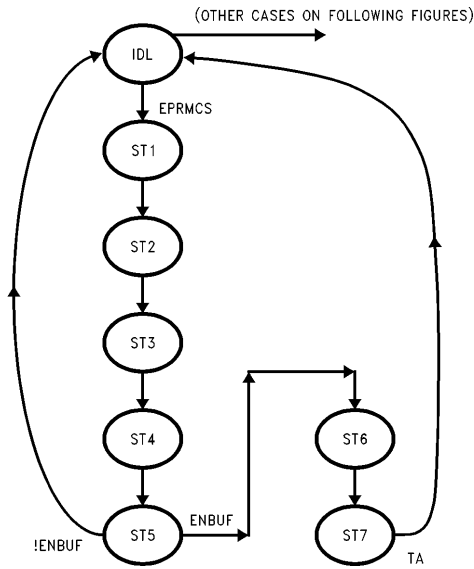 (OTHER CASES ON FOLLOWING FIGURES)
IDL
EPRMCS
ST1
ST2
ST3
ST4
ST6
ENBUF
!ENBUF
ST5
ST7
TA